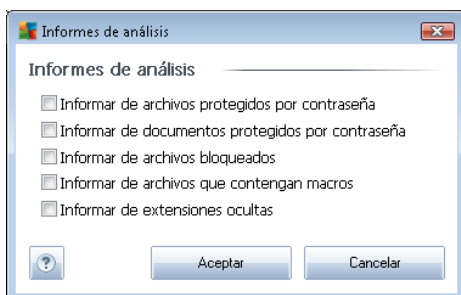 Informes de análisis
Informes de análisis
Informar de archivos protegidos por contraseña
Informar de documentos protegidos por contraseña
Informar de archivos bloqueados
Informar de archivos que contengan macros
Informar de extensiones ocultas
? Aceptar Cancelar